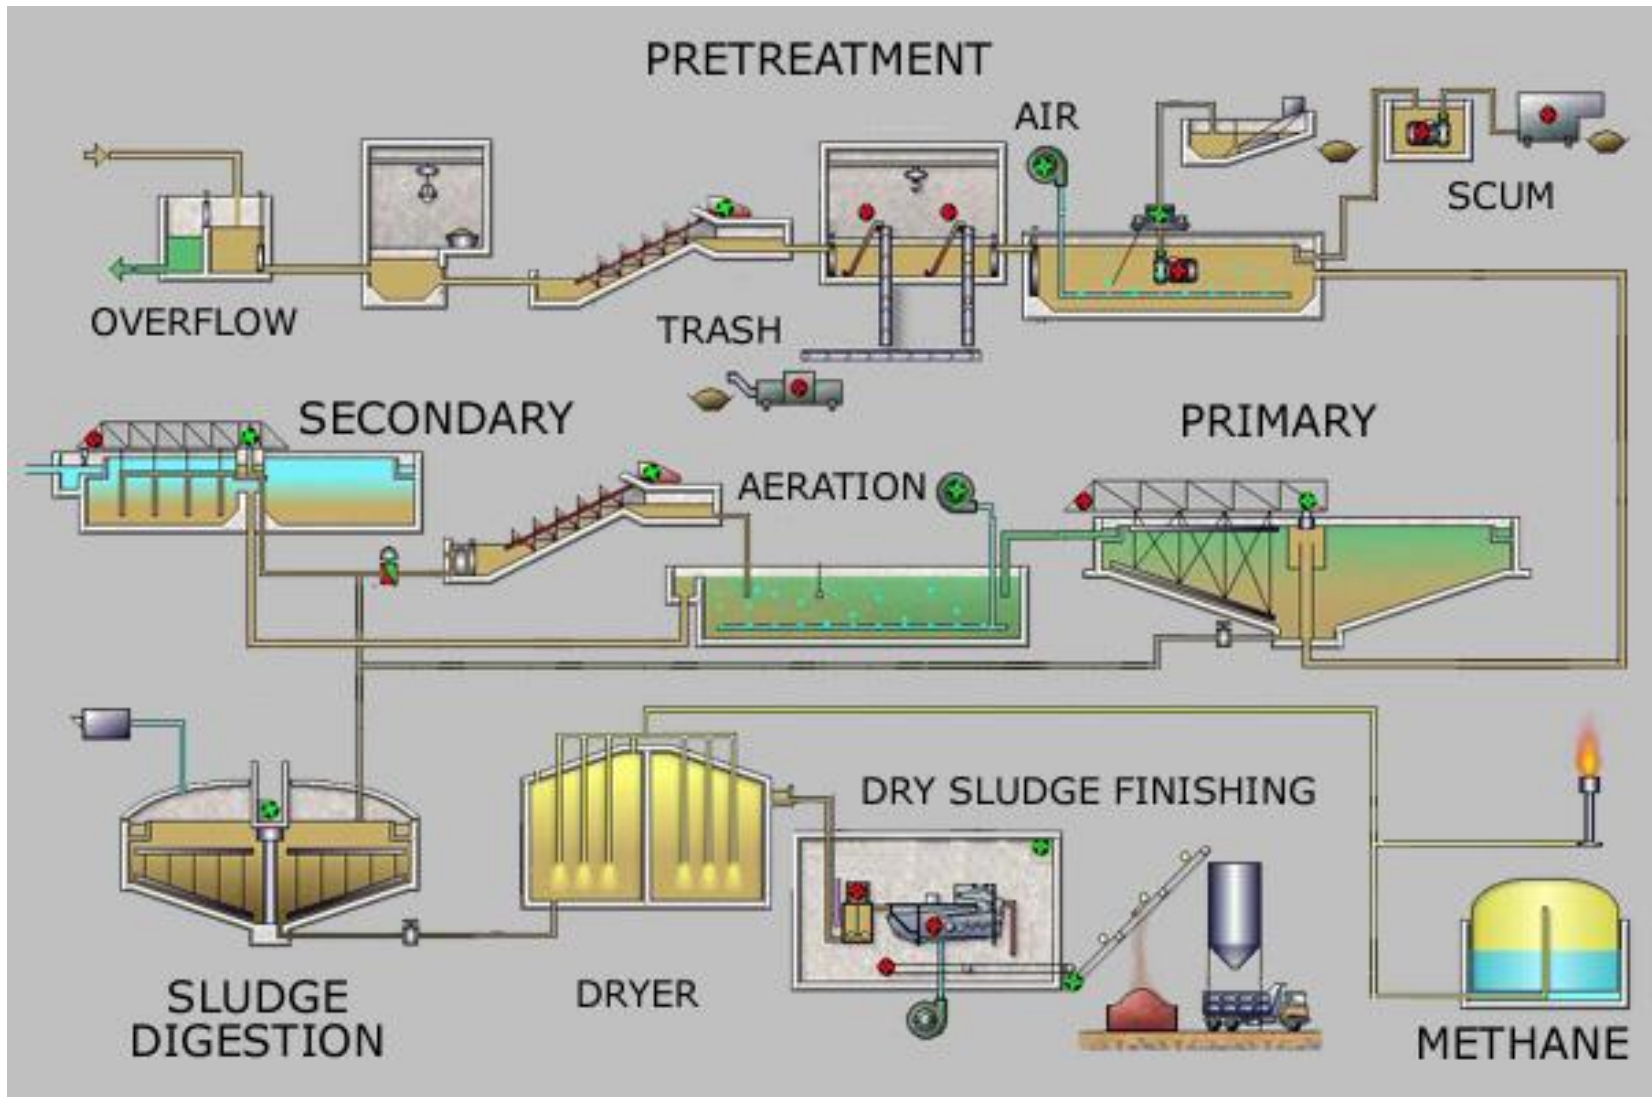 PRETREATMENT
AIR
SCUM
OVERFLOW
TRASH
SECONDARY
PRIMARY
AERATION
DRY SLUDGE FINISHING
SLUDGE
DIGESTION
DRYER
METHANE